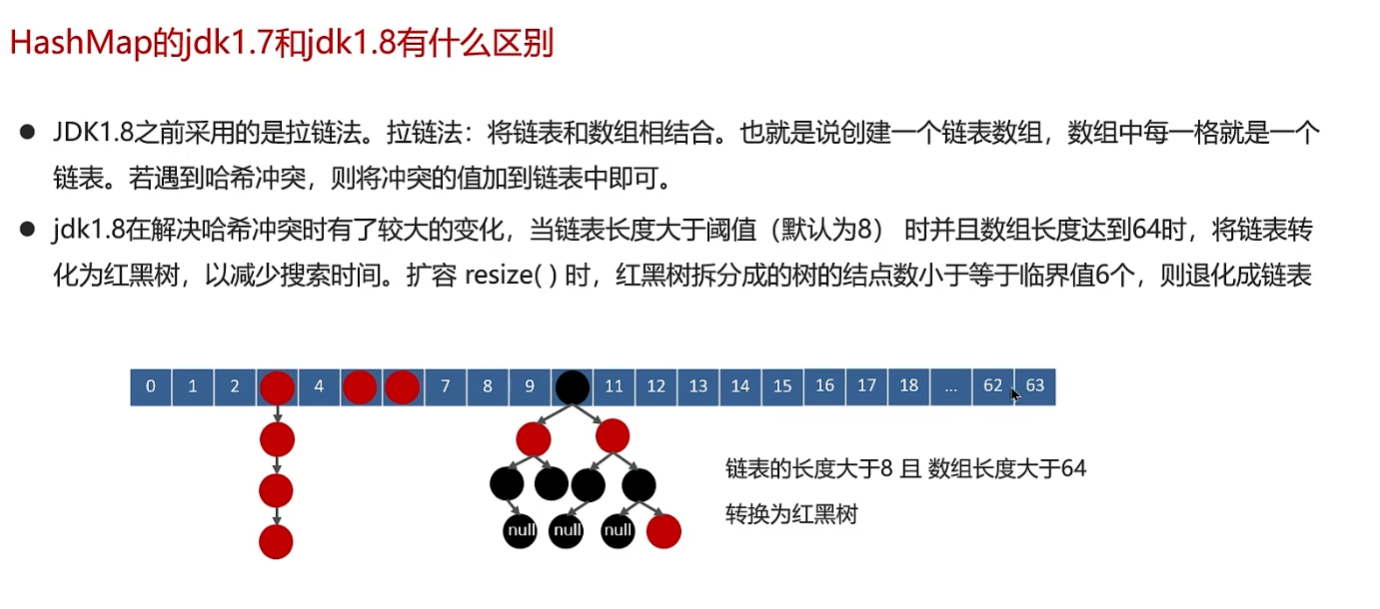 HashMap的jdk1.7和jdk1.8有什么区别
● JDK1.8之前采用的是拉链法。拉链法：将链表和数组相结合。也就是说创建一个链表数组，数组中每一格就是一个
链表。若遇到哈希冲突，则将冲突的值加到链表中即可。
● jdk1.8在解决哈希冲突时有了较大的变化，当链表长度大于阈值（默认为8） 时并且数组长度达到64时，将链表转
化为红黑树，以减少搜索时间。扩容 resize( ) 时，红黑树拆分成的树的结点数小于等于临界值6个，则退化成链表
0 1 2 4 7 8 9 11 12 13 14 15 16 17 18 ... 62 63
链表的长度大于8 且 数组长度大于64
转换为红黑树
null null null